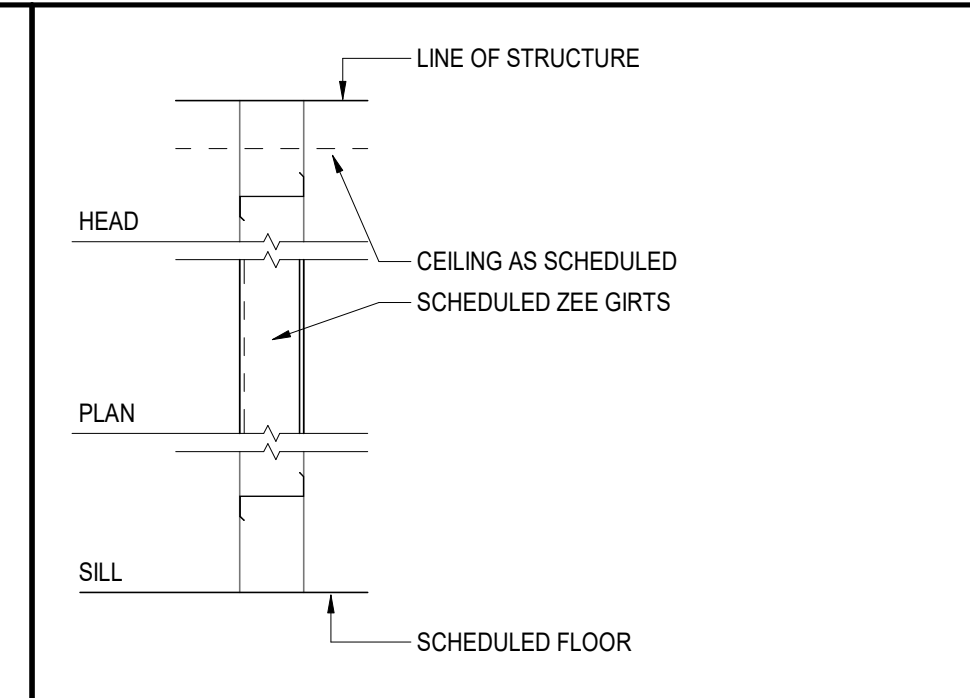 LINE OF STRUCTURE
HEAD
CEILING AS SCHEDULED
SCHEDULED ZEE GIRTS
PLAN
SILL
SCHEDULED FLOOR